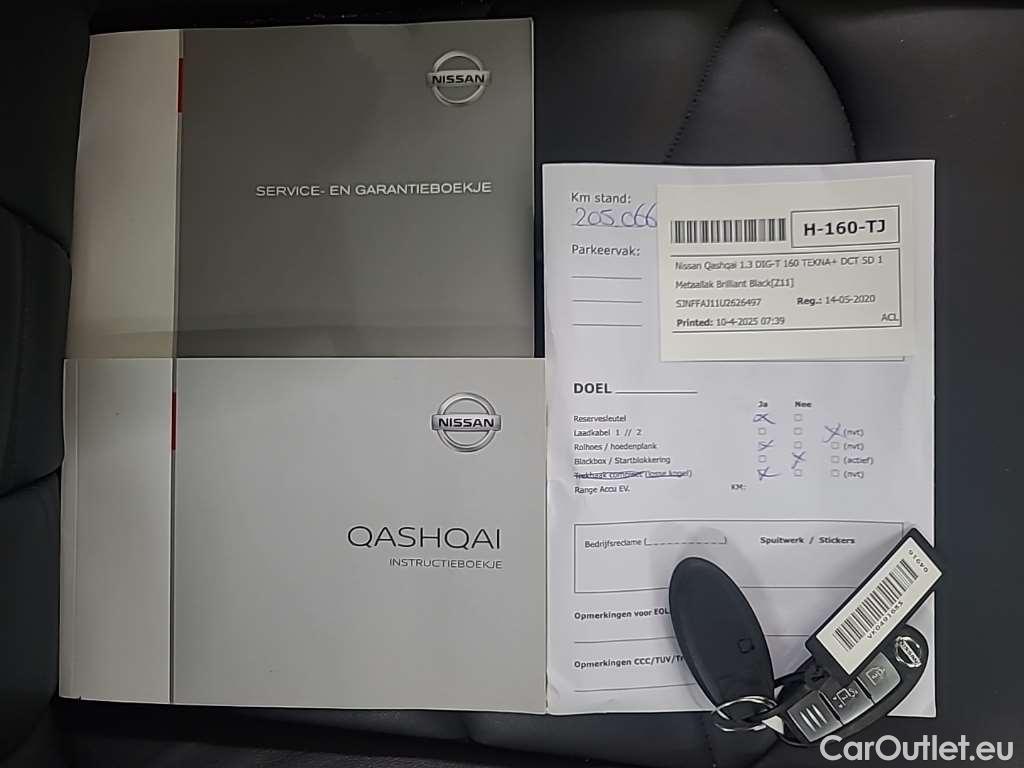 NISSAN
SERVICE- EN GARANTIEBOEKJE
NISSAN
QASHQAI
INSTRUCTIEBOEKJE
Km stand:
205.066
Parkeervak:
H-160-TJ
Nissan Qashqai 1.3 DIG-T 160 TEKNA+ DCT 5D 1
Metaallak Brilliant Black[Z11]
SJNFFAJ11U2626497 Reg.: 14-05-2020
Printed: 10-4-2025 07:39 ACL
DOEL
Ja Nee
Reservesleutel
Laadkabel 1 // 2 (nvt)
Rolhoes / hoedenplank (nvt)
Blackbox / Startblokkering (actief)
Trekhaak compleet (losse kogel) (nvt)
Range Accu EV. KM:
Bedrijfsreclame (_ _ _ _ _ _ _ _ _) Spuitwerk / Stickers
Opmerkingen voor EOL
Opmerkingen CCC/TUV/Tr
NISSAN
CarOutlet.eu